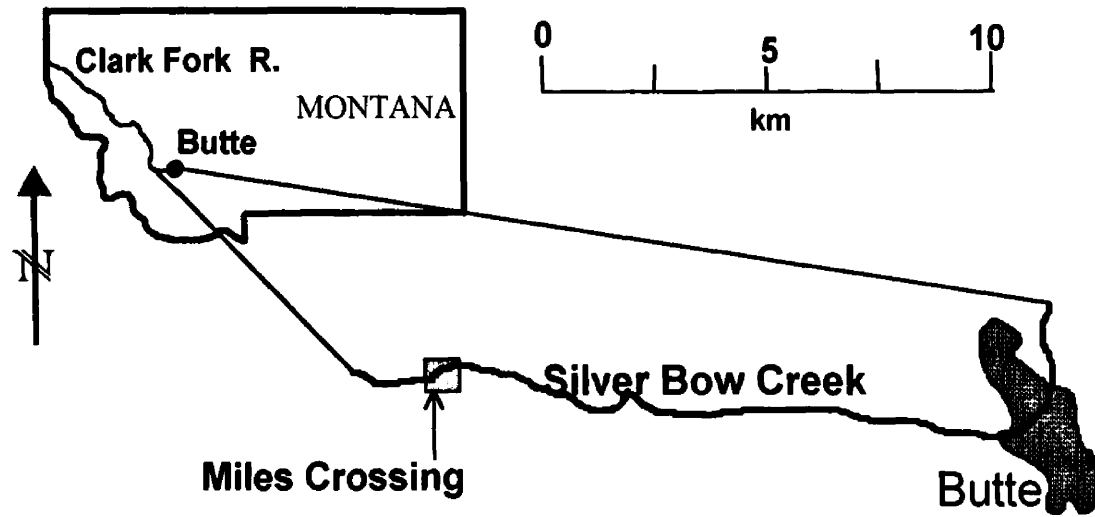 0 5 10
km
Clark Fork R.
MONTANA
Butte
N
Silver Bow Creek
Miles Crossing
Butte